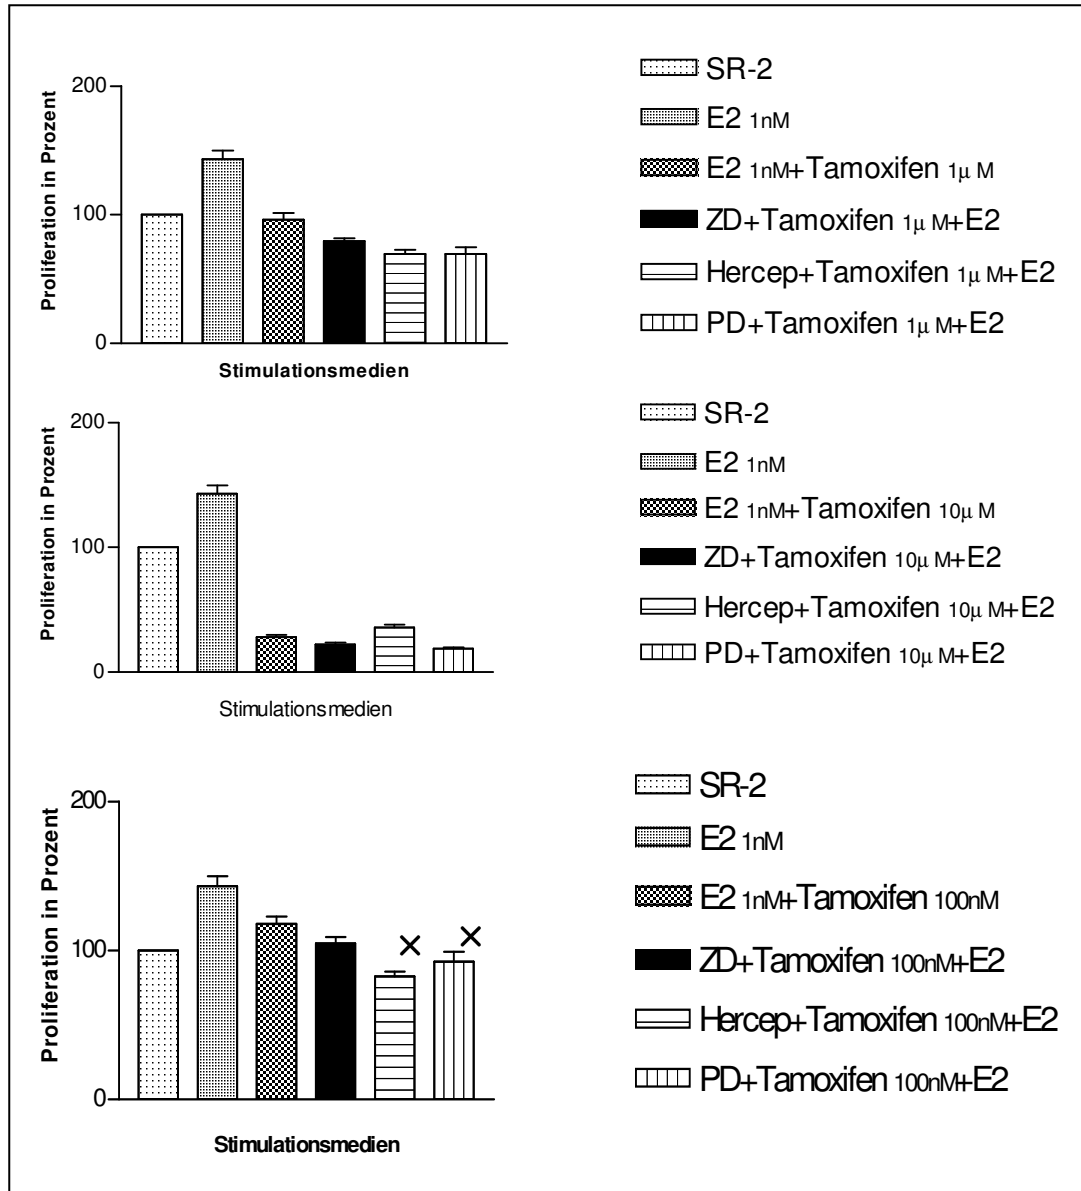 Proliferation in Prozent
200
100
0
Stimulationsmedien
SR-2
E2 1nM
E2 1nM+Tamoxifen 1µ M
ZD+Tamoxifen 1µ M+E2
Hercep+Tamoxifen 1µ M+E2
PD+Tamoxifen 1µ M+E2
Proliferation in Prozent
200
100
0
Stimulationsmedien
SR-2
E2 1nM
E2 1nM+Tamoxifen 10µ M
ZD+Tamoxifen 10µ M+E2
Hercep+Tamoxifen 10µ M+E2
PD+Tamoxifen 10µ M+E2
Proliferation in Prozent
200
100
0
×
×
Stimulationsmedien
SR-2
E2 1nM
E2 1nM+Tamoxifen 100nM
ZD+Tamoxifen 100nM+E2
Hercep+Tamoxifen 100nM+E2
PD+Tamoxifen 100nM+E2